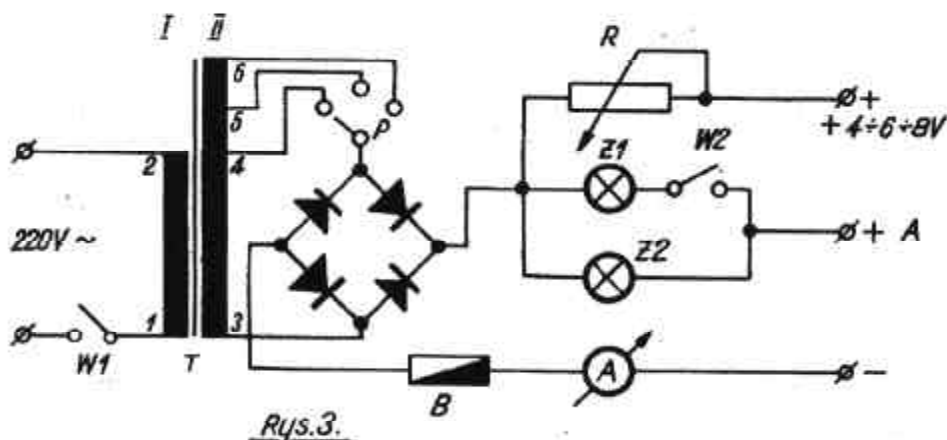 I II
R
6
5
4
P
+
+ 4÷6÷8V
W2
Z1
2
220V ~
+ A
Z2
1
3
W1
T
A
B
−
Rys.3.